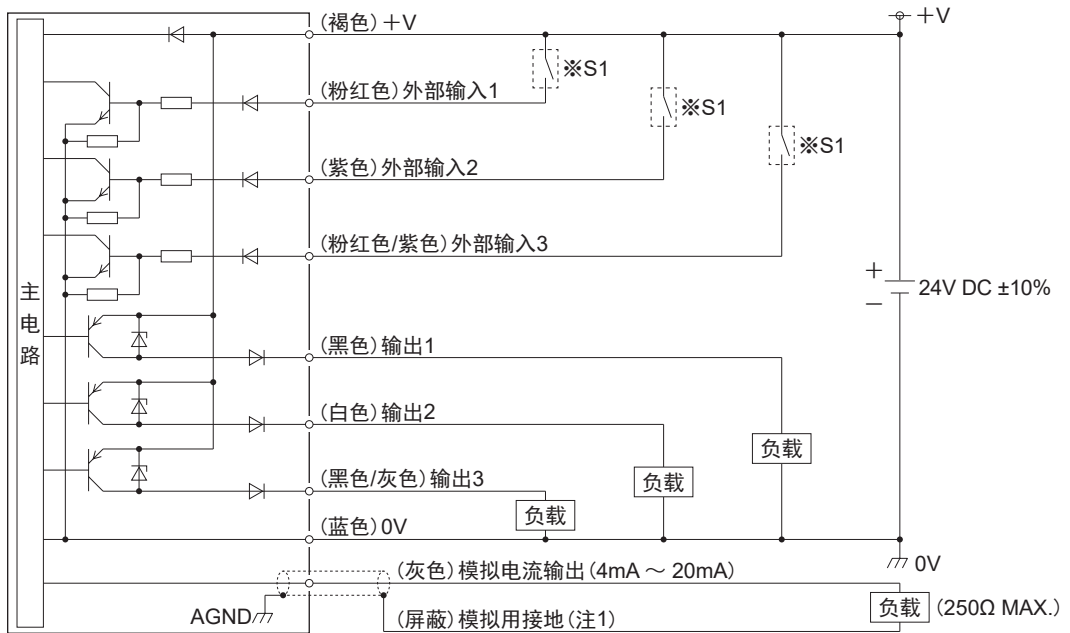 (褐色)＋V
＋V
※S1
(粉红色)外部输入1
※S1
※S1
(紫色)外部输入2
(粉红色/紫色)外部输入3
主电路
＋
－
24V DC ±10%
(黑色)输出1
(白色)输出2
负载
负载
(黑色/灰色)输出3
负载
(蓝色)0V
0V
(灰色)模拟电流输出(4mA ～ 20mA)
AGND
(屏蔽)模拟用接地(注1)
负载 (250Ω MAX.)